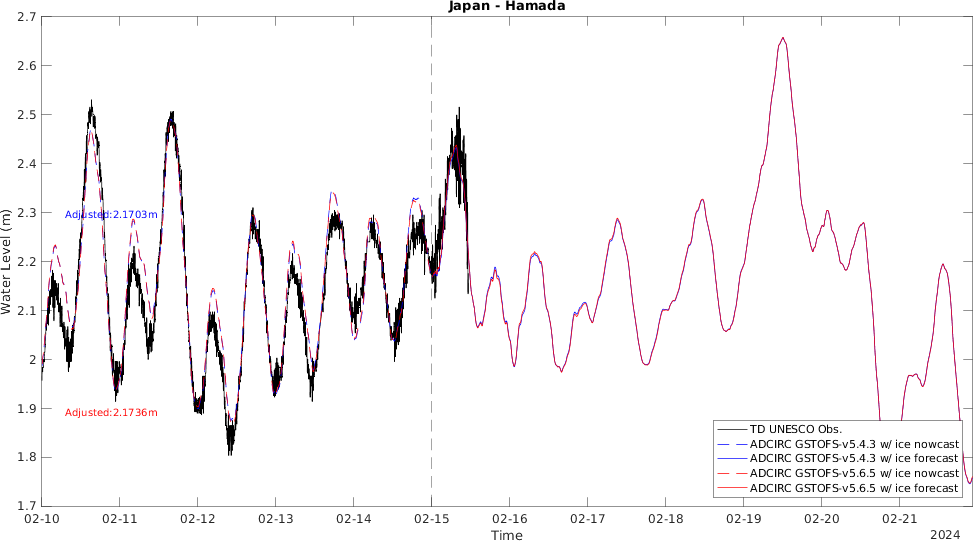 Japan - Hamada
2.7
2.6
2.5
2.4
2.3
2.2
2.1
2
1.9
1.8
1.7
Water Level (m)
Adjusted:2.1703m
Adjusted:2.1736m
TD UNESCO Obs.
ADCIRC GSTOFS-v5.4.3 w/ ice nowcast
ADCIRC GSTOFS-v5.4.3 w/ ice forecast
ADCIRC GSTOFS-v5.6.5 w/ ice nowcast
ADCIRC GSTOFS-v5.6.5 w/ ice forecast
02-10 02-11 02-12 02-13 02-14 02-15 02-16 02-17 02-18 02-19 02-20 02-21
Time
2024